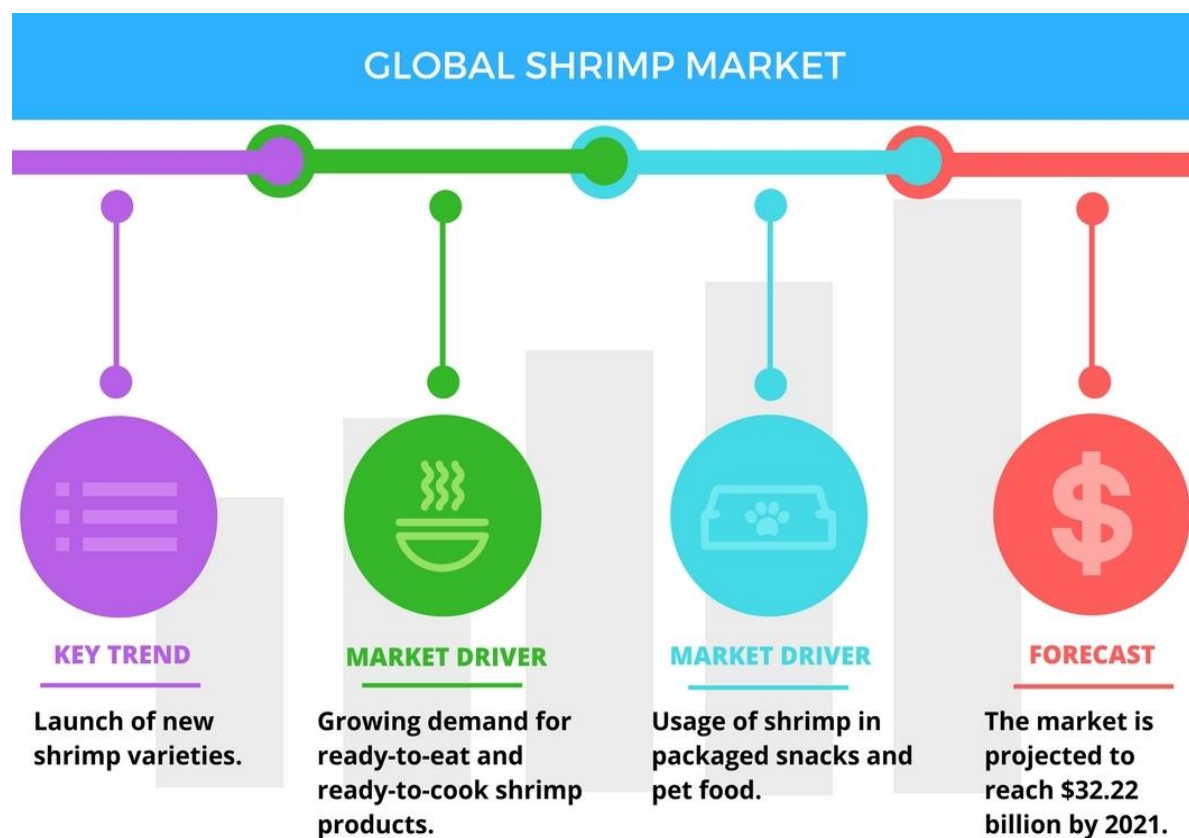 GLOBAL SHRIMP MARKET
KEY TREND
Launch of new
shrimp varieties.
MARKET DRIVER
Growing demand for
ready-to-eat and
ready-to-cook shrimp
products.
MARKET DRIVER
Usage of shrimp in
packaged snacks and
pet food.
FORECAST
The market is
projected to
reach $32.22
billion by 2021.